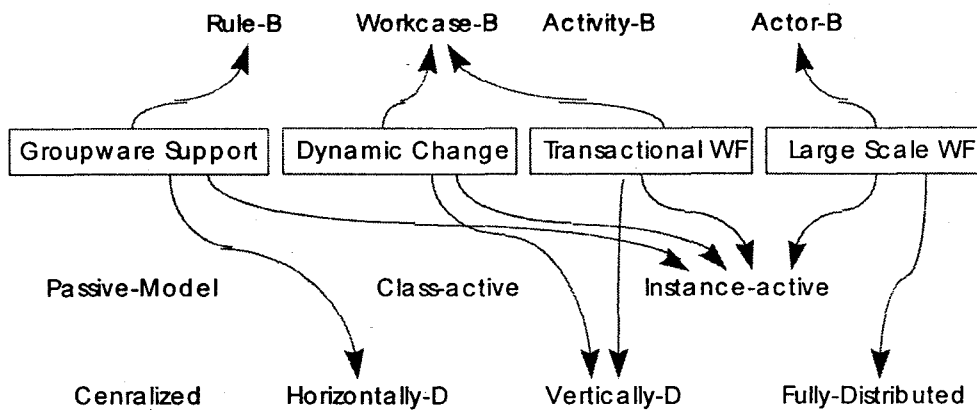 Rule-B Workcase-B Activity-B Actor-B
Groupware Support Dynamic Change Transactional WF Large Scale WF
Passive-Model Class-active Instance-active
Cenralized Horizontally-D Vertically-D Fully-Distributed